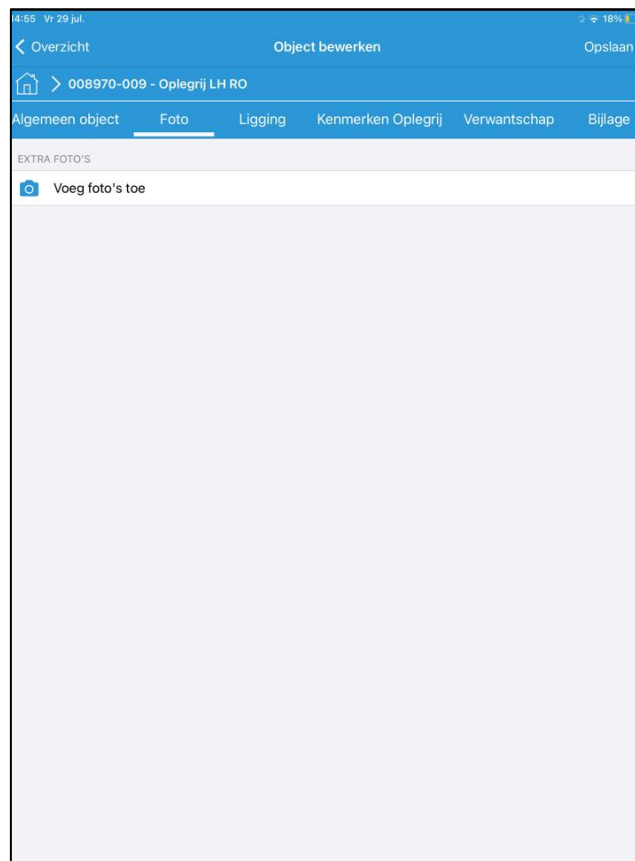 14:55 Vr 29 jul. 18%
Overzicht Object bewerken Opslaan
008970-009 - Oplegrij LH RO
Algemeen object Foto Ligging Kenmerken Oplegrij Verwantschap Bijlage
EXTRA FOTO'S
Voeg foto's toe